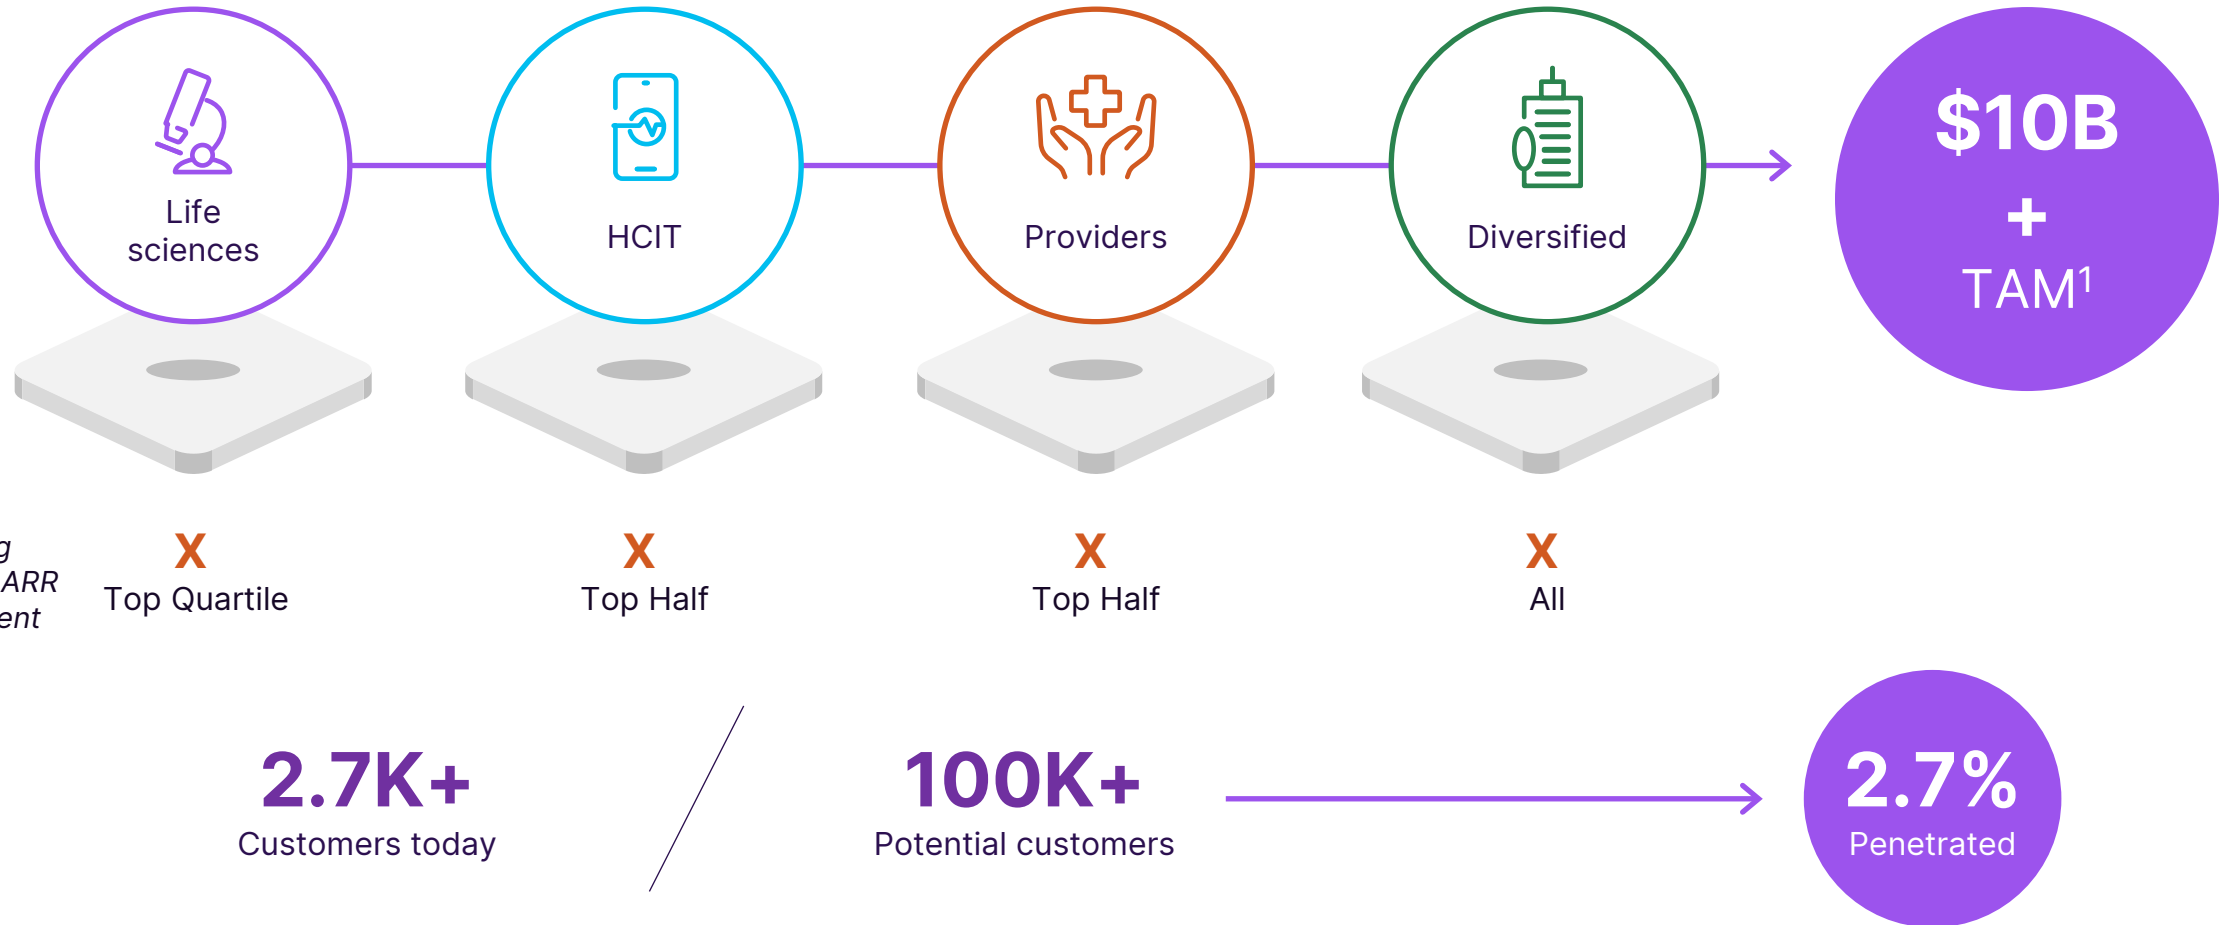 Life
sciences
HCIT
Providers
Diversified
$10B
+
TAM¹
X
X
X
X
ARR
Top Quartile
Top Half
Top Half
All
2.7K+
Customers today
100K+
Potential customers
2.7%
Penetrated